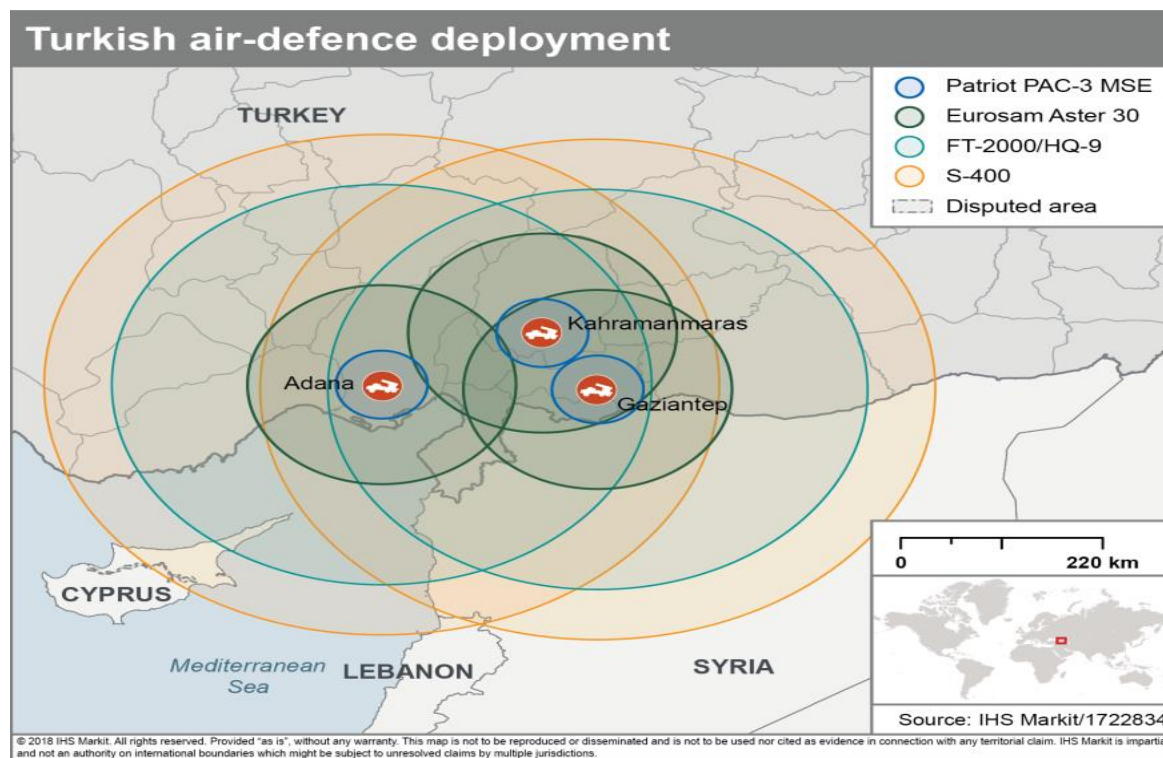 Turkish air-defence deployment
TURKEY
Patriot PAC-3 MSE
Eurosam Aster 30
FT-2000/HQ-9
S-400
Disputed area
Kahramanmaras
Adana
Gaziantep
CYPRUS
Mediterranean
Sea
LEBANON
SYRIA
0 220 km
Source: IHS Markit/1722834
© 2018 IHS Markit. All rights reserved. Provided "as is", without any warranty. This map is not to be reproduced or disseminated and is not to be used nor cited as evidence in connection with any territorial claim. IHS Markit is impartia
and not an authority on international boundaries which might be subject to unresolved claims by multiple jurisdictions.